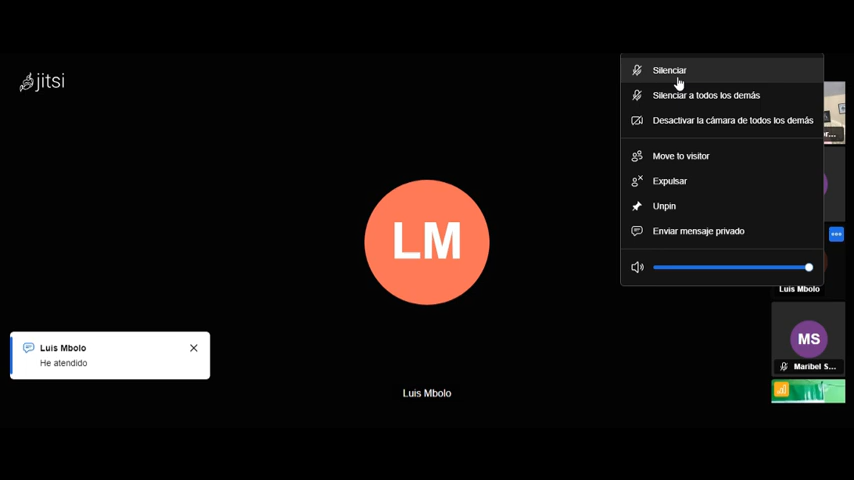 jitsi
Silenciar
Silenciar a todos los demás
Desactivar la cámara de todos los demás
Move to visitor
Expulsar
Unpin
Enviar mensaje privado
LM
Luis Mbolo
Luis Mbolo
He atendido
Luis Mbolo
MS
Maribel S...